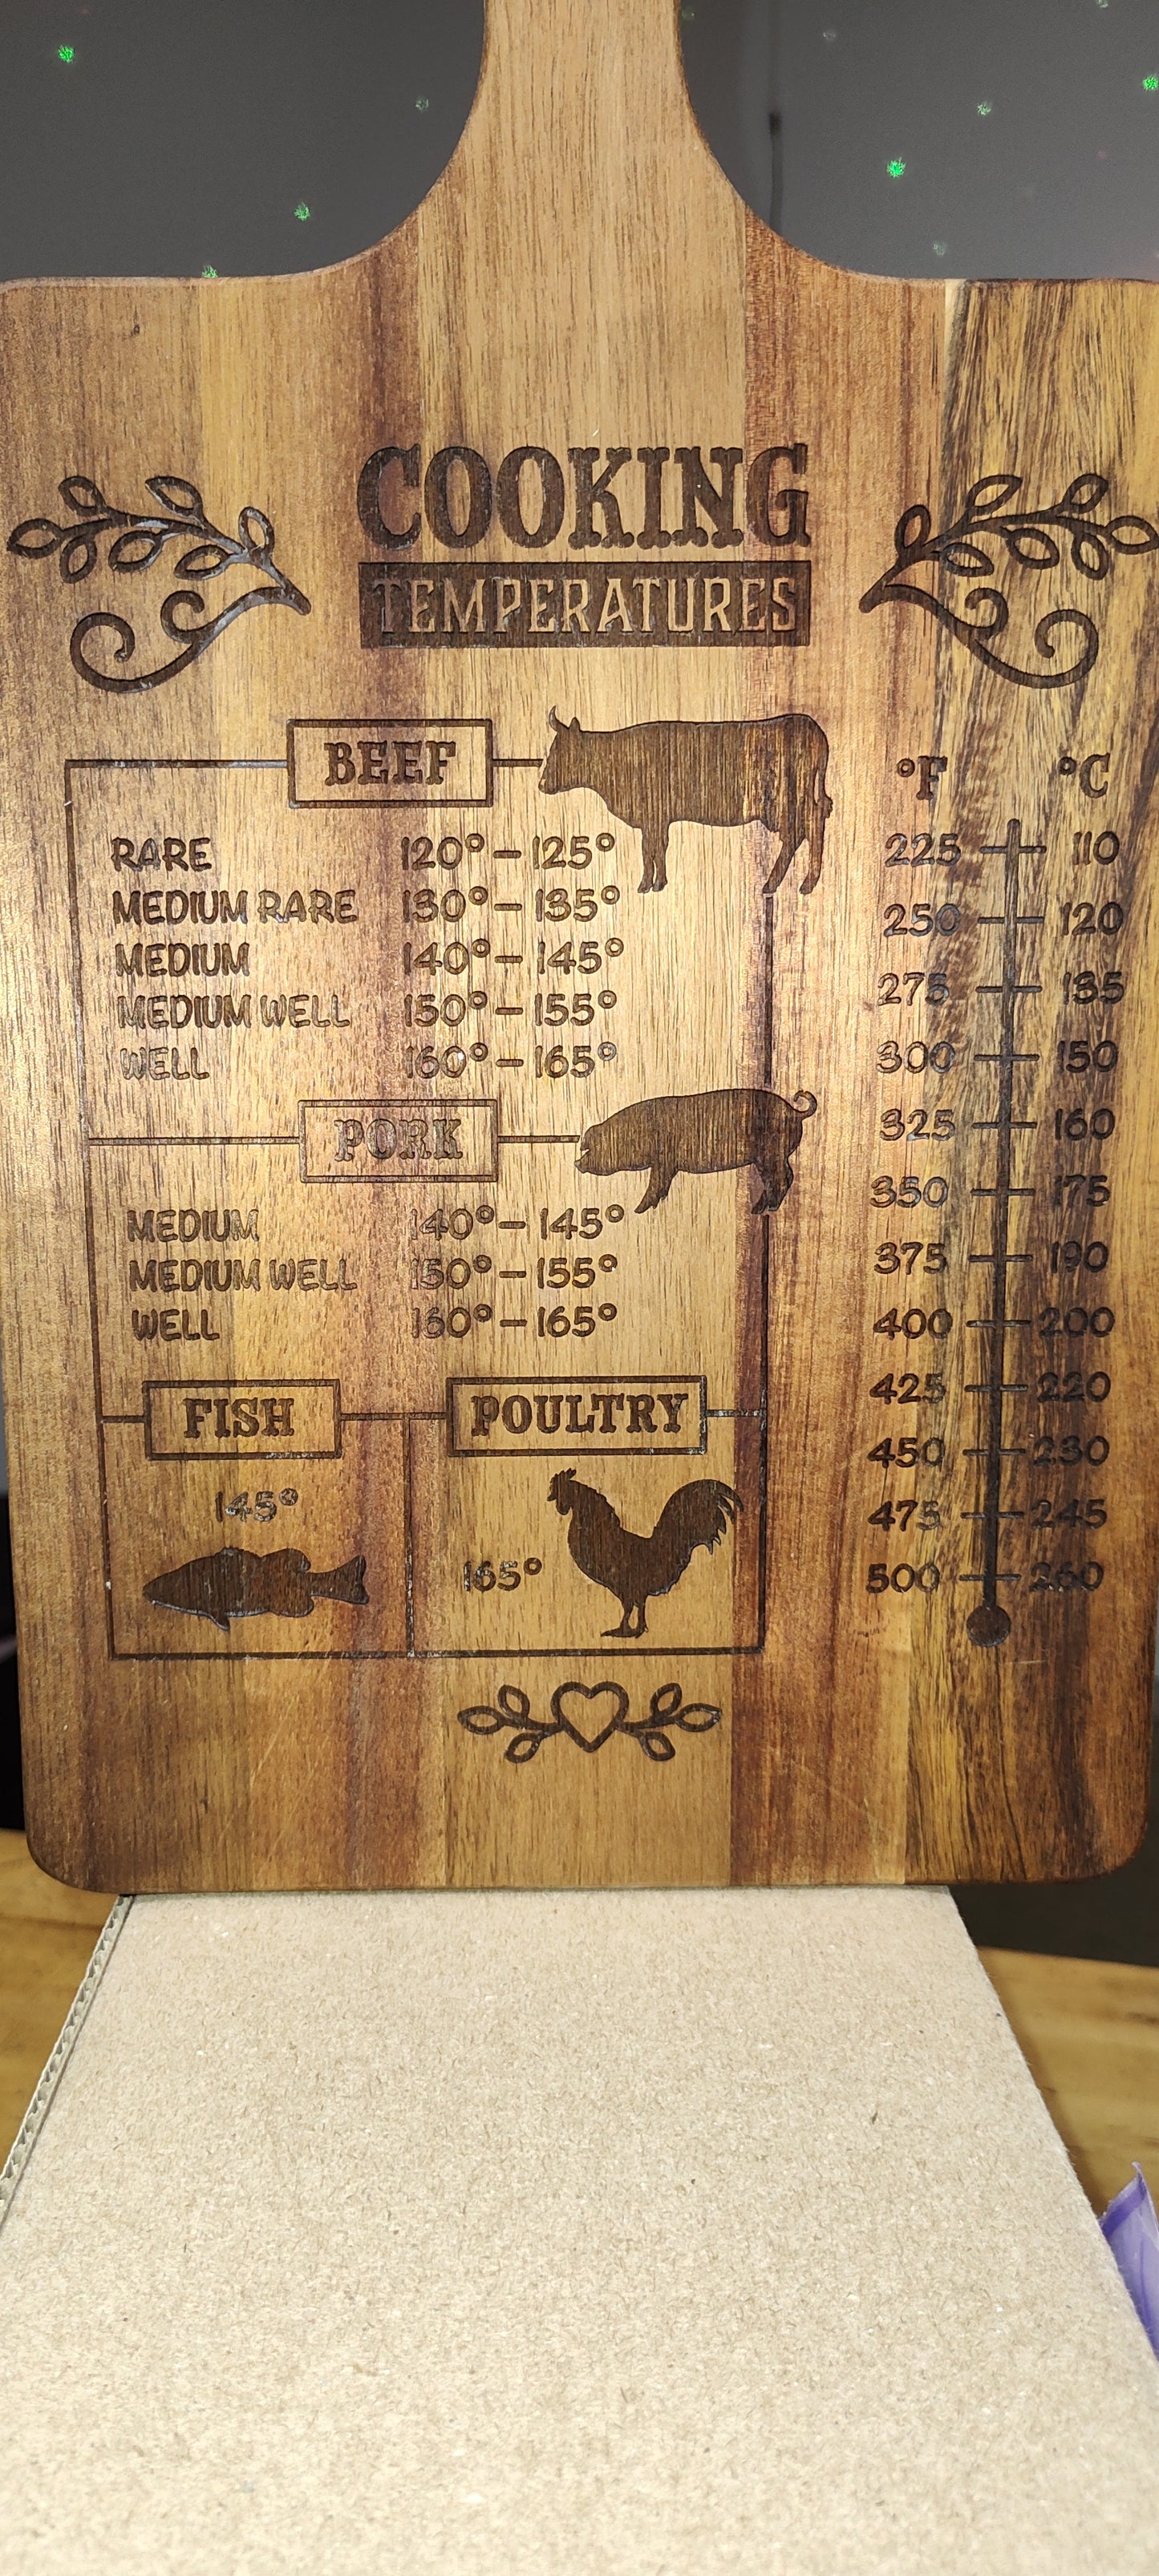 COOKING
TEMPERATURES
BEEF
RARE 120° - 125°
MEDIUM RARE 130° - 135°
MEDIUM 140° - 145°
MEDIUM WELL 150° - 155°
WELL 160° - 165°
PORK
MEDIUM 140° - 145°
MEDIUM WELL 150° - 155°
WELL 160° - 165°
FISH
145°
POULTRY
165°
°F °C
225 110
250 120
275 135
300 150
325 160
350 175
375 190
400 200
425 220
450 230
475 245
500 260